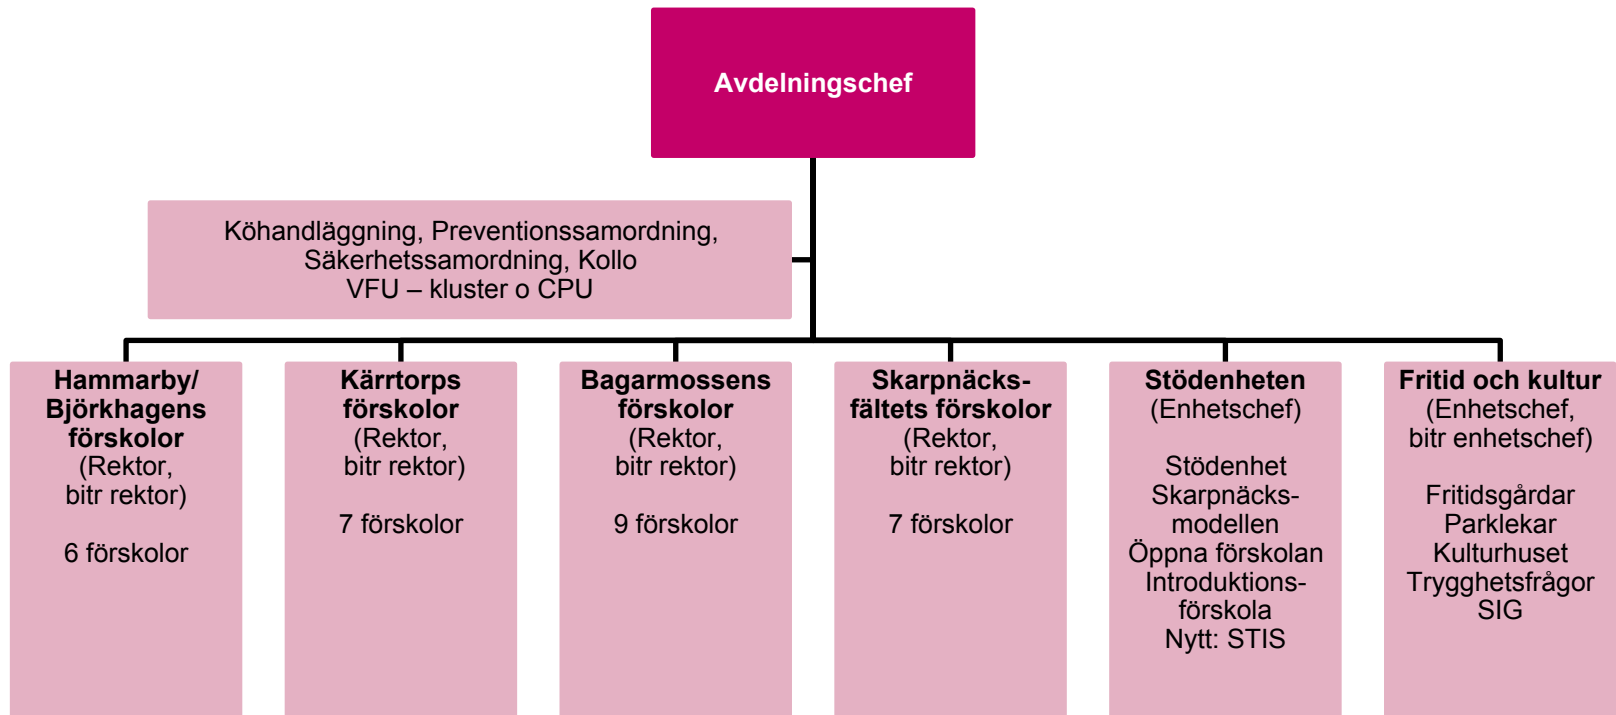 Avdelningschef
Köhandläggning, Preventionssamordning,
Säkerhetssamordning, Kollo
VFU – kluster o CPU
Hammarby/
Björkhagens
förskolor
(Rektor,
bitr rektor)
6 förskolor
Kärrtorps
förskolor
(Rektor,
bitr rektor)
7 förskolor
Bagarmossens
förskolor
(Rektor,
bitr rektor)
9 förskolor
Skarpnäcks-
fältets förskolor
(Rektor,
bitr rektor)
7 förskolor
Stödenheten
(Enhetschef)
Stödenhet
Skarpnäcks-
modellen
Öppna förskolan
Introduktions-
förskola
Nytt: STIS
Fritid och kultur
(Enhetschef,
bitr enhetschef)
Fritidsgårdar
Parklekar
Kulturhuset
Trygghetsfrågor
SIG